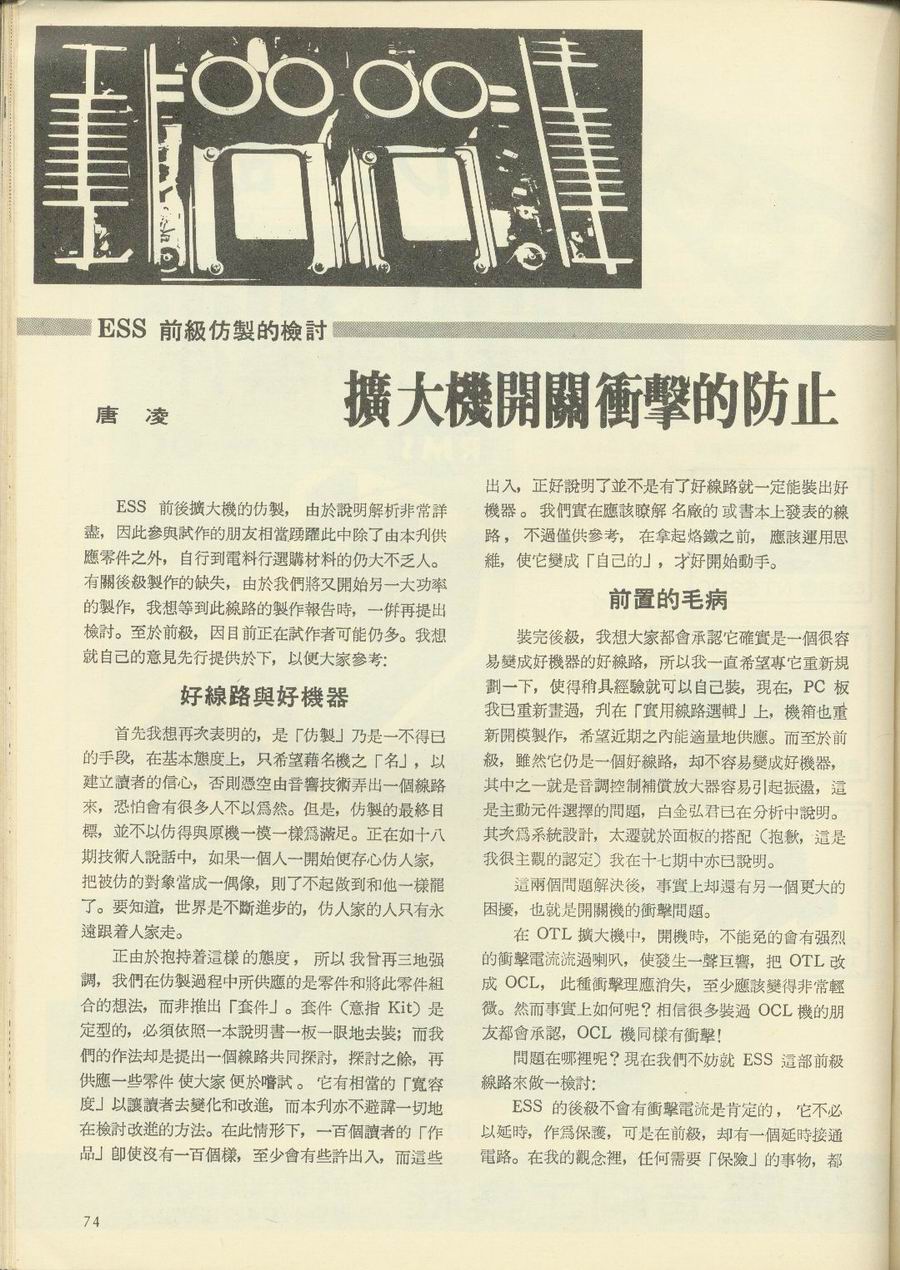 ESS 前級仿製的檢討
擴大機開關衝擊的防止
唐凌
ESS 前後擴大機的仿製，由於說明解析非常詳
盡，因此參與試作的朋友相當踴躍此中除了由本刋供
應零件之外，自行到電料行選購材料的仍大不乏人。
有關後級製作的缺失，由於我們將又開始另一大功率
的製作，我想等到此線路的製作報告時，一倂再提出
檢討。至於前級，因目前正在試作者可能仍多。我想
就自己的意見先行提供於下，以便大家參考：
好線路與好機器
首先我想再次表明的，是「仿製」乃是一不得已
的手段，在基本態度上，只希望藉名機之「名」，以
建立讀者的信心，否則憑空由音響技術弄出一個線路
來，恐怕會有很多人不以爲然。但是，仿製的最終目
標，並不以仿得與原機一模一樣爲滿足。正在如十八
期技術人說話中，如果一個人一開始便存心仿人家，
把被仿的對象當成一偶像，則了不起做到和他一樣罷
了。要知道，世界是不斷進步的，仿人家的人只有永
遠跟着人家走。
正由於抱持着這樣的態度，所以我曾再三地强
調，我們在仿製過程中所供應的是零件和將此零件組
合的想法，而非推出「套件」。套件（意指 Kit）是
定型的，必須依照一本說明書一板一眼地去裝；而我
們的作法却是提出一個線路共同探討，探討之餘，再
供應一些零件使大家便於嚐試。它有相當的「寬容
度」以讓讀者去變化和改進，而本刋亦不避諱一切地
在檢討改進的方法。在此情形下，一百個讀者的「作
品」卽使沒有一百個樣，至少會有些許出入，而這些
出入，正好說明了並不是有了好線路就一定能裝出好
機器。我們實在應該瞭解名廠的或書本上發表的線
路，不過僅供參考，在拿起烙鐵之前，應該運用思
維，使它變成「自己的」，才好開始動手。
前置的毛病
裝完後級，我想大家都會承認它確實是一個很容
易變成好機器的好線路，所以我一直希望專它重新規
劃一下，使得稍具經驗就可以自己裝，現在，PC 板
我已重新畫過，刋在「實用線路選輯」上，機箱也重
新開模製作，希望近期之內能適量地供應。而至於前
級，雖然它仍是一個好線路，却不容易變成好機器，
其中之一就是音調控制補償放大器容易引起振盪，這
是主動元件選擇的問題，白金弘君已在分析中說明。
其次爲系統設計，太遷就於面板的搭配（抱歉，這是
我很主觀的認定）我在十七期中亦已說明。
這兩個問題解決後，事實上却還有另一個更大的
困擾，也就是開關機的衝擊問題。
在 OTL 擴大機中，開機時，不能免的會有强烈
的衝擊電流流過喇叭，使發生一聲巨響，把 OTL 改
成 OCL，此種衝擊理應消失，至少應該變得非常輕
微。然而事實上如何呢？相信很多裝過 OCL 機的朋
友都會承認，OCL 機同樣有衝擊！
問題在哪裡呢？現在我們不妨就 ESS 這部前級
線路來做一檢討：
ESS 的後級不會有衝擊電流是肯定的，它不必
以延時，作爲保護，可是在前級，却有一個延時接通
電路。在我的觀念裡，任何需要「保險」的事物，都
74